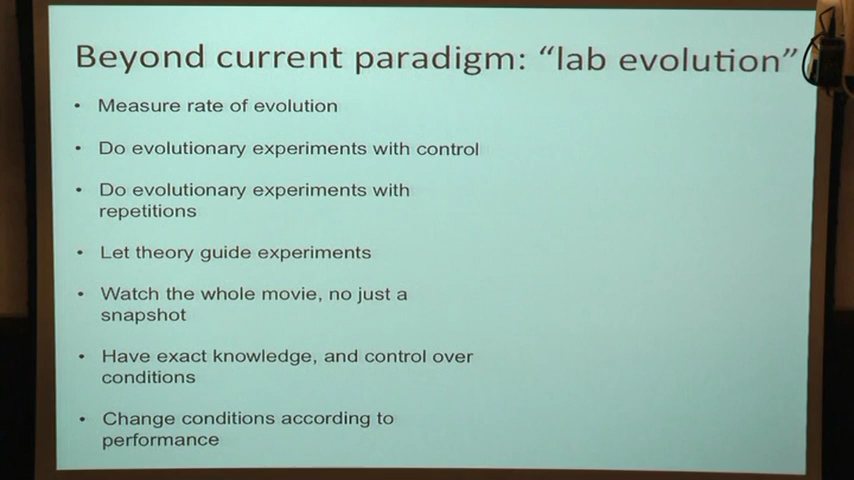 Beyond current paradigm: “lab evolution”
• Measure rate of evolution
• Do evolutionary experiments with control
• Do evolutionary experiments with
repetitions
• Let theory guide experiments
• Watch the whole movie, no just a
snapshot
• Have exact knowledge, and control over
conditions
• Change conditions according to
performance